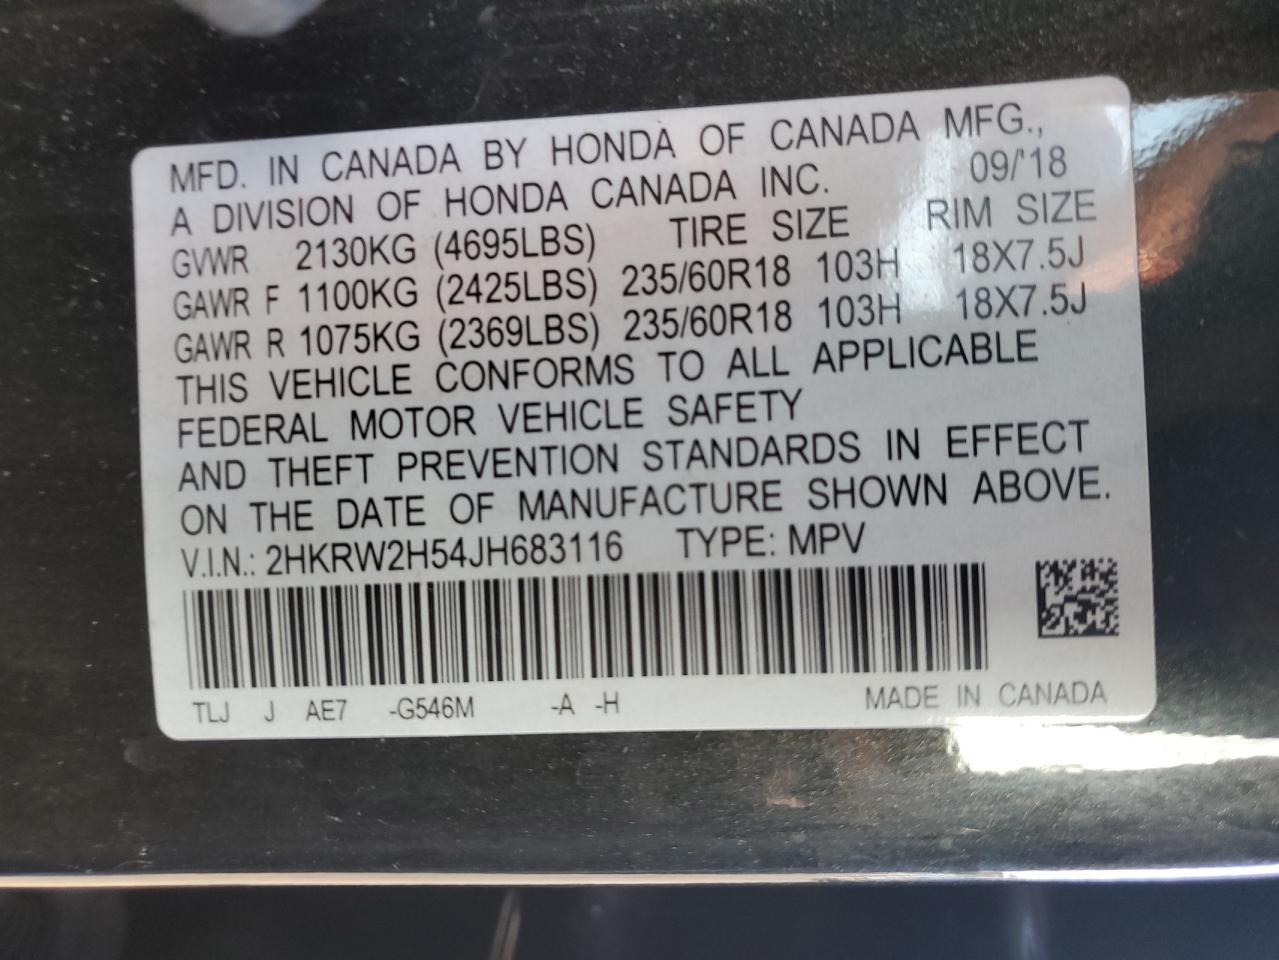 MFD. IN CANADA BY HONDA OF CANADA MFG.,
A DIVISION OF HONDA CANADA INC. 09/'18
GVWR 2130KG (4695LBS) TIRE SIZE RIM SIZE
GAWR F 1100KG (2425LBS) 235/60R18 103H 18X7.5J
GAWR R 1075KG (2369LBS) 235/60R18 103H 18X7.5J
THIS VEHICLE CONFORMS TO ALL APPLICABLE
FEDERAL MOTOR VEHICLE SAFETY
AND THEFT PREVENTION STANDARDS IN EFFECT
ON THE DATE OF MANUFACTURE SHOWN ABOVE.
V.I.N.: 2HKRW2H54JH683116 TYPE: MPV
TLJ J AE7 -G546M -A -H MADE IN CANADA